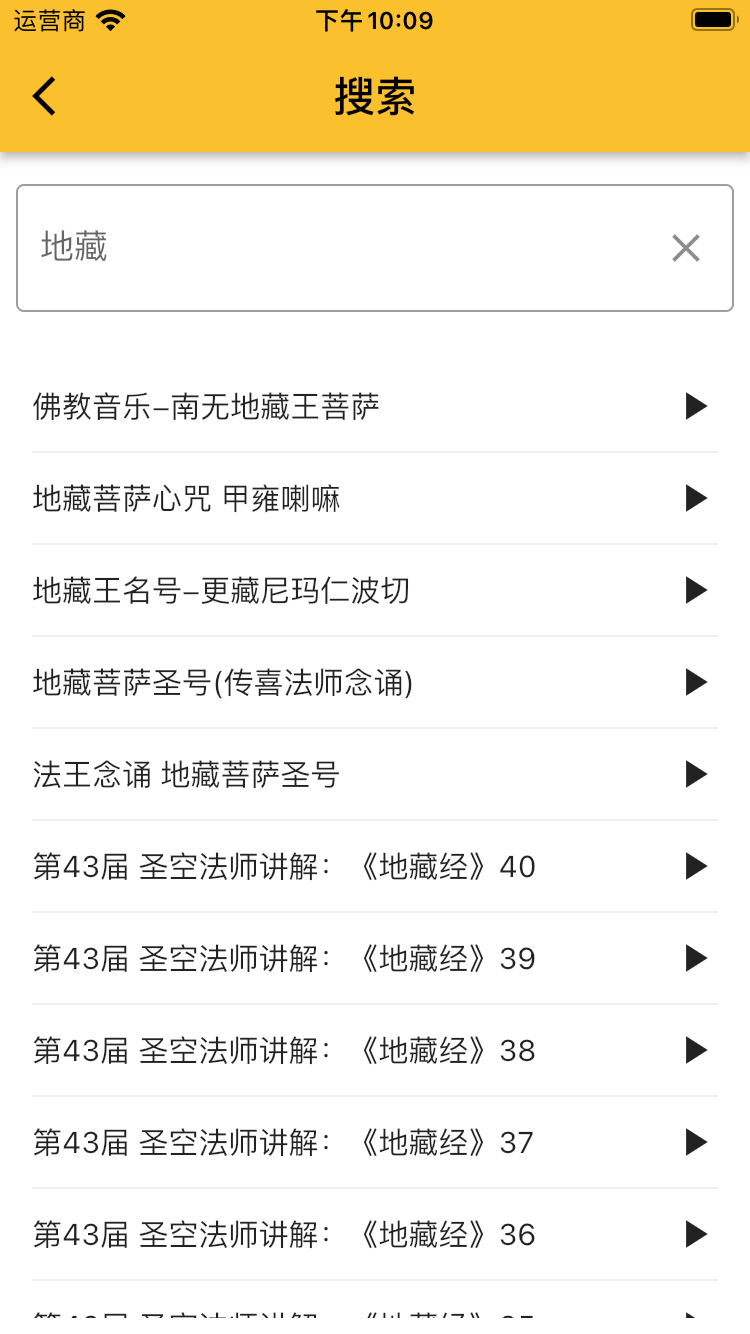 运营商 下午10:09
搜索
地藏
佛教音乐–南无地藏王菩萨
地藏菩萨心咒 甲雍喇嘛
地藏王名号–更藏尼玛仁波切
地藏菩萨圣号(传喜法师念诵)
法王念诵 地藏菩萨圣号
第43届 圣空法师讲解：《地藏经》40
第43届 圣空法师讲解：《地藏经》39
第43届 圣空法师讲解：《地藏经》38
第43届 圣空法师讲解：《地藏经》37
第43届 圣空法师讲解：《地藏经》36